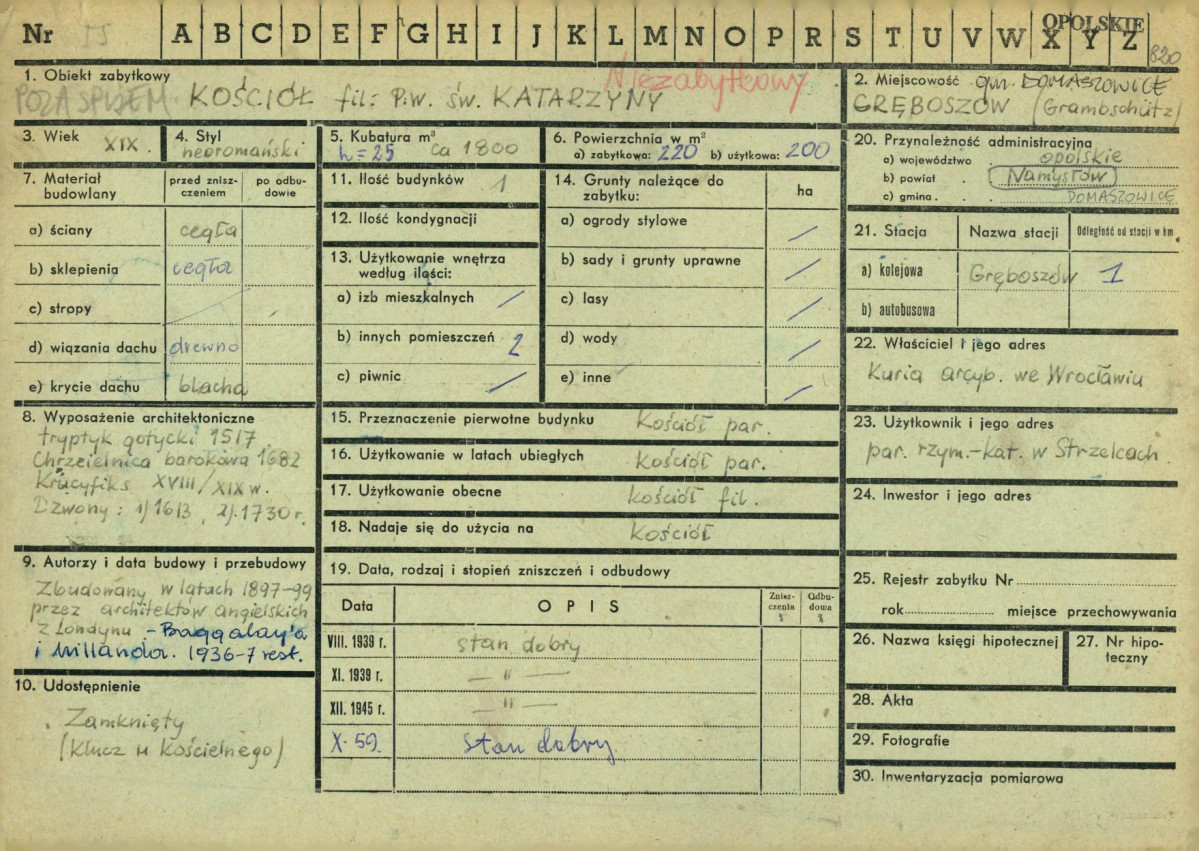 Nr A B C D E F G H I J K L M N O P R S T U V W X Y Z
OPOLSKIE
820
1. Obiekt zabytkowy
Niezabytkowy
POZA SPISEM KOŚCIÓŁ fil. P.w. św. KATARZYNY
2. Miejscowość gm. DOMASZOWICE
GRĘBOSZÓW (Grambschütz)
3. Wiek XIX.
4. Styl
neoromański
5. Kubatura m³
h = 25 ca 1800
6. Powierzchnia w m²
a) zabytkowa: 220 b) użytkowa: 200
7. Materiał budowlany
przed zniszczeniem
po odbudowie
a) ściany cegła
b) sklepienia cegła
c) stropy
d) wiązania dachu drewno
e) krycie dachu blacha
8. Wyposażenie architektoniczne
tryptyk gotycki 1517.
Chrzcielnica barokowa 1682
Krucyfiks XVIII/XIX w.
Dzwony: 1) 1613, 2). 1730 r.
9. Autorzy i data budowy i przebudowy
Zbudowany w latach 1897-99
przez architektów angielskich
z Londynu - Baggalay'a
i Millarda. 1936-7 rest.
10. Udostępnienie
Zamknięty
(klucz u Kościelnego)
11. Ilość budynków 1
12. Ilość kondygnacji
13. Użytkowanie wnętrza
według ilości:
a) izb mieszkalnych /
b) innych pomieszczeń 2
c) piwnic /
14. Grunty należące do
zabytku:
ha
a) ogrody stylowe /
b) sady i grunty uprawne /
c) lasy /
d) wody /
e) inne /
15. Przeznaczenie pierwotne budynku Kościół par.
16. Użytkowanie w latach ubiegłych Kościół par.
17. Użytkowanie obecne Kościół fil.
18. Nadaje się do użycia na Kościół
19. Data, rodzaj i stopień zniszczeń i odbudowy
Data
OPIS
Zniszczenia %
Odbudowa %
VIII. 1939 r. stan dobry
XI. 1939 r. — " —
XII. 1945 r. — " —
X. 59. stan dobry.
20. Przynależność administracyjna
a) województwo . opolskie
b) powiat . Namysłów
c) gmina . DOMASZOWICE
21. Stacja
Nazwa stacji
Odległość od stacji w km.
a) kolejowa Gręboszów 1
b) autobusowa
22. Właściciel i jego adres
Kuria arcyb. we Wrocławiu
23. Użytkownik i jego adres
par. rzym.-kat. w Strzelcach
24. Inwestor i jego adres
25. Rejestr zabytku Nr
rok miejsce przechowywania
26. Nazwa księgi hipotecznej
27. Nr hipoteczny
28. Akta
29. Fotografie
30. Inwentaryzacja pomiarowa